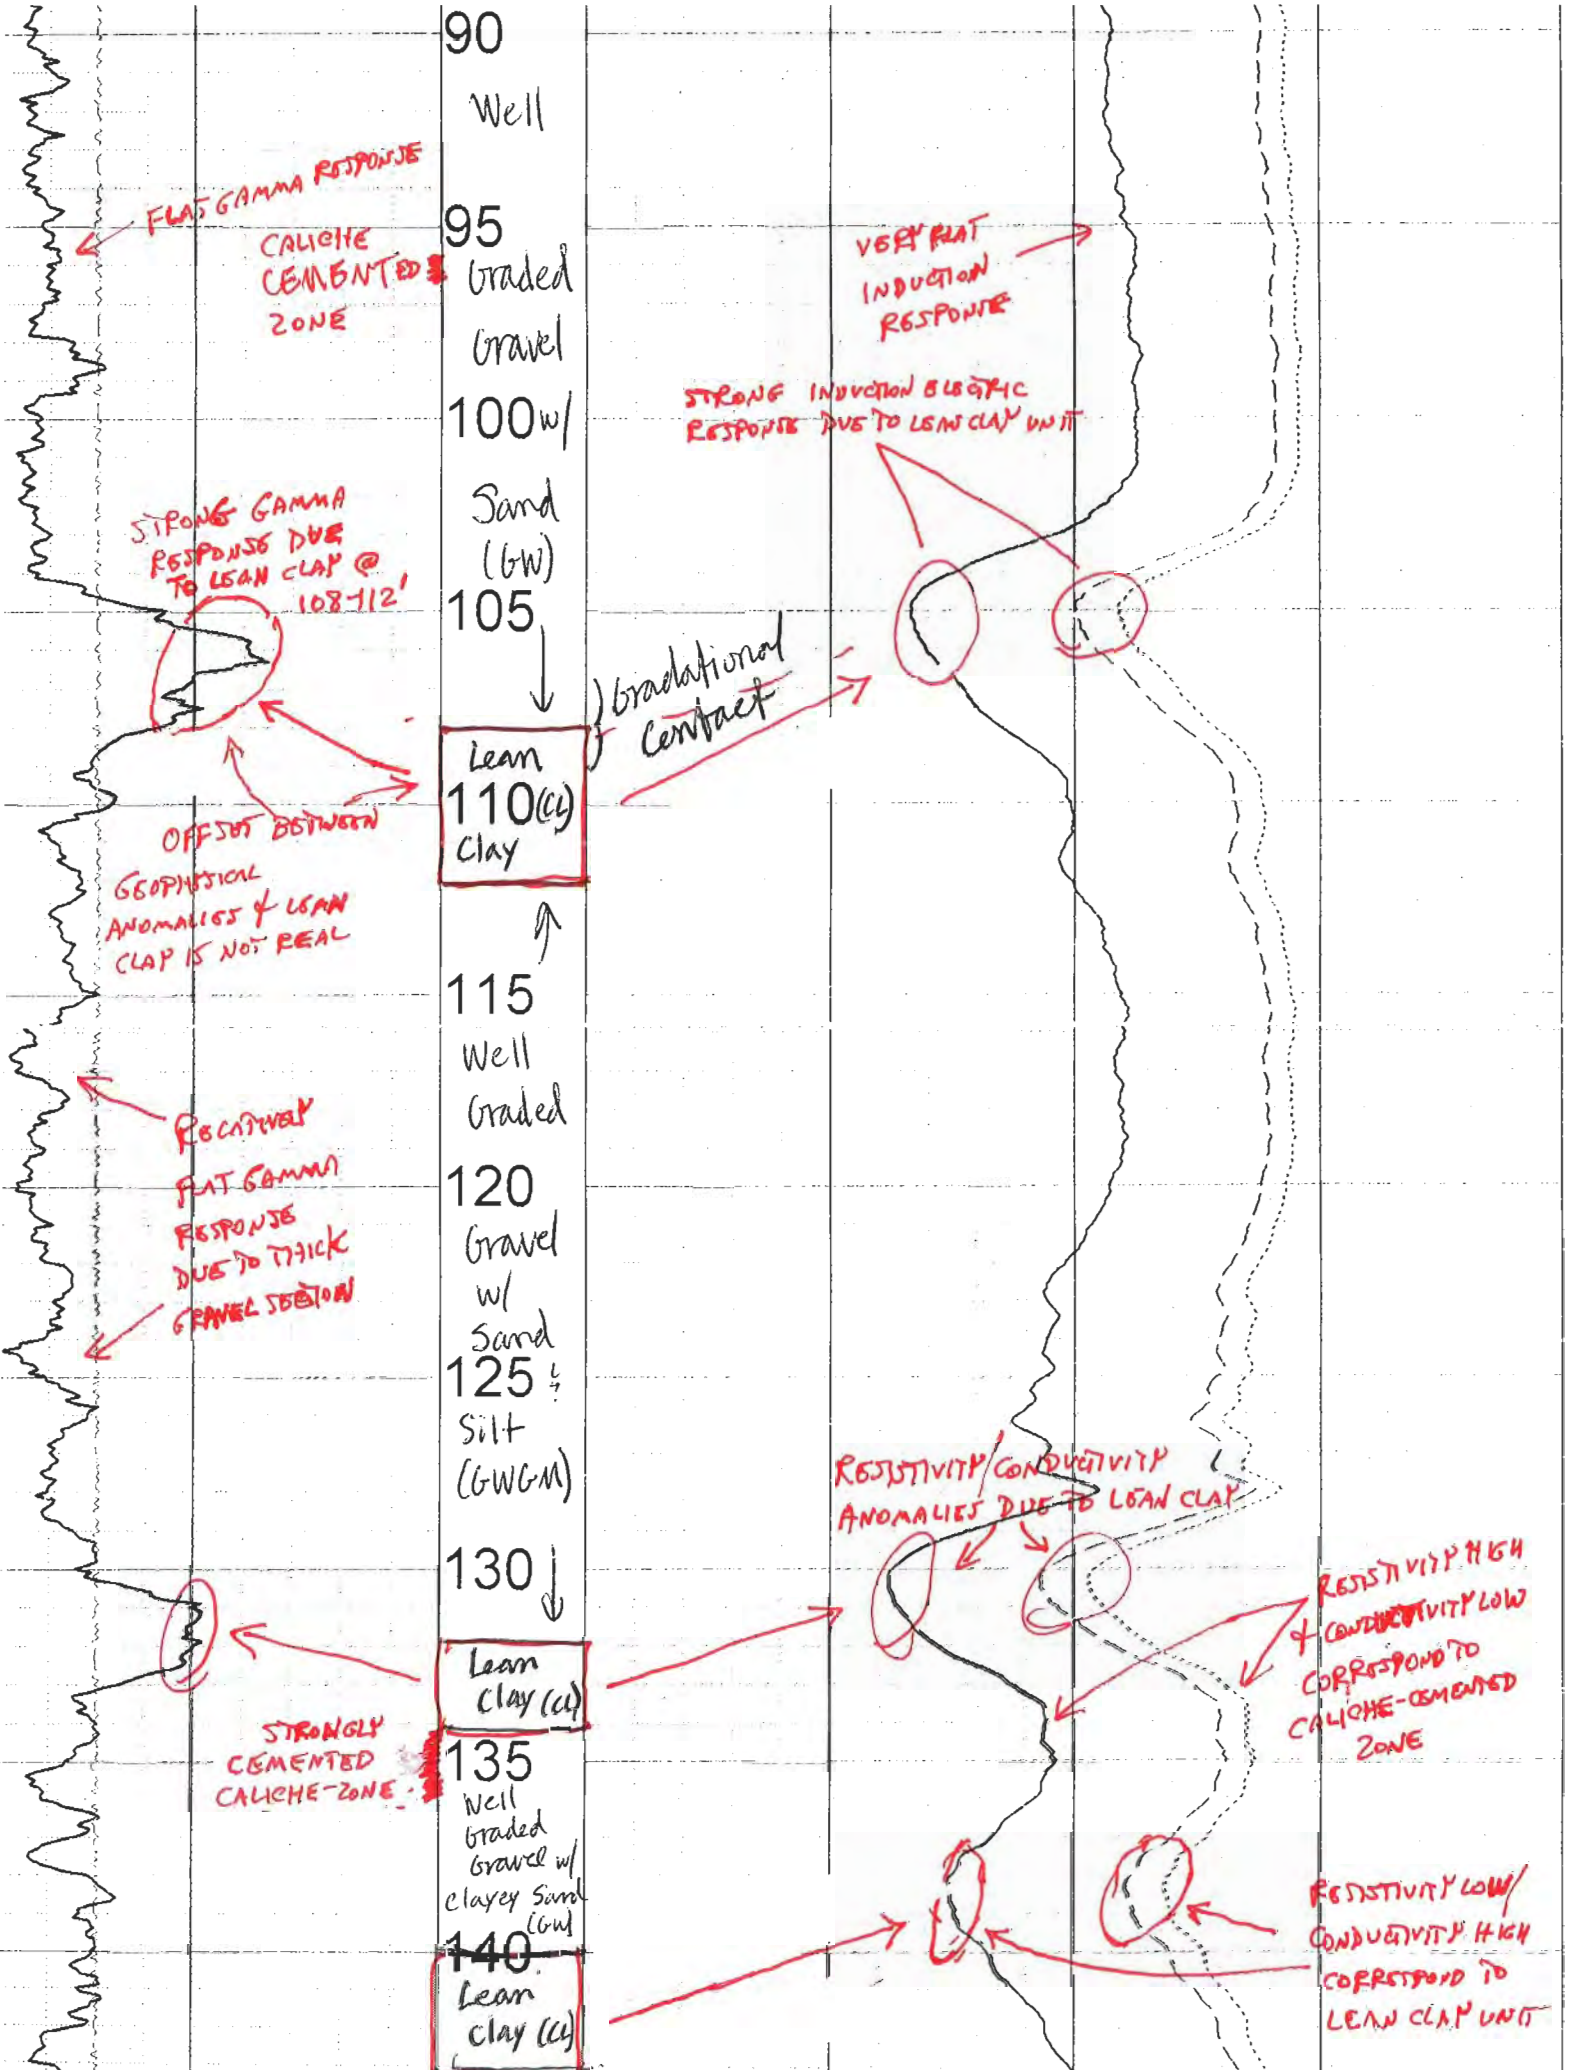 90
Well
FLAT GAMMA RESPONSE
95
CALICHE
CEMENTED
ZONE
Graded
VERY FLAT
INDUCTION
RESPONSE
Gravel
STRONG INDUCTION ELECTRIC
RESPONSE DUE TO LEAN CLAY UNIT
100 w/
Sand
(GW)
STRONG GAMMA
RESPONSE DUE
TO LEAN CLAY @
108-112'
105
Gradational
Contact
Lean
110 (CL)
Clay
OFFSET BETWEEN
GEOPHYSICAL
ANOMALIES & LEAN
CLAY IS NOT REAL
115
Well
Graded
RELATIVELY
FLAT GAMMA
RESPONSE
DUE TO THICK
GRAVEL SECTION
120
Gravel
w/
Sand
125
Silt
(GWGM)
RESISTIVITY/CONDUCTIVITY
ANOMALIES DUE TO LEAN CLAY
130
RESISTIVITY HIGH
& CONDUCTIVITY LOW
CORRESPOND TO
CALICHE-CEMENTED
ZONE
Lean
Clay (CL)
STRONGLY
CEMENTED
CALICHE-ZONE
135
Well
Graded
Gravel w/
Clayey Sand
(GW)
140
Lean
Clay (CL)
RESISTIVITY LOW/
CONDUCTIVITY HIGH
CORRESPOND TO
LEAN CLAY UNIT